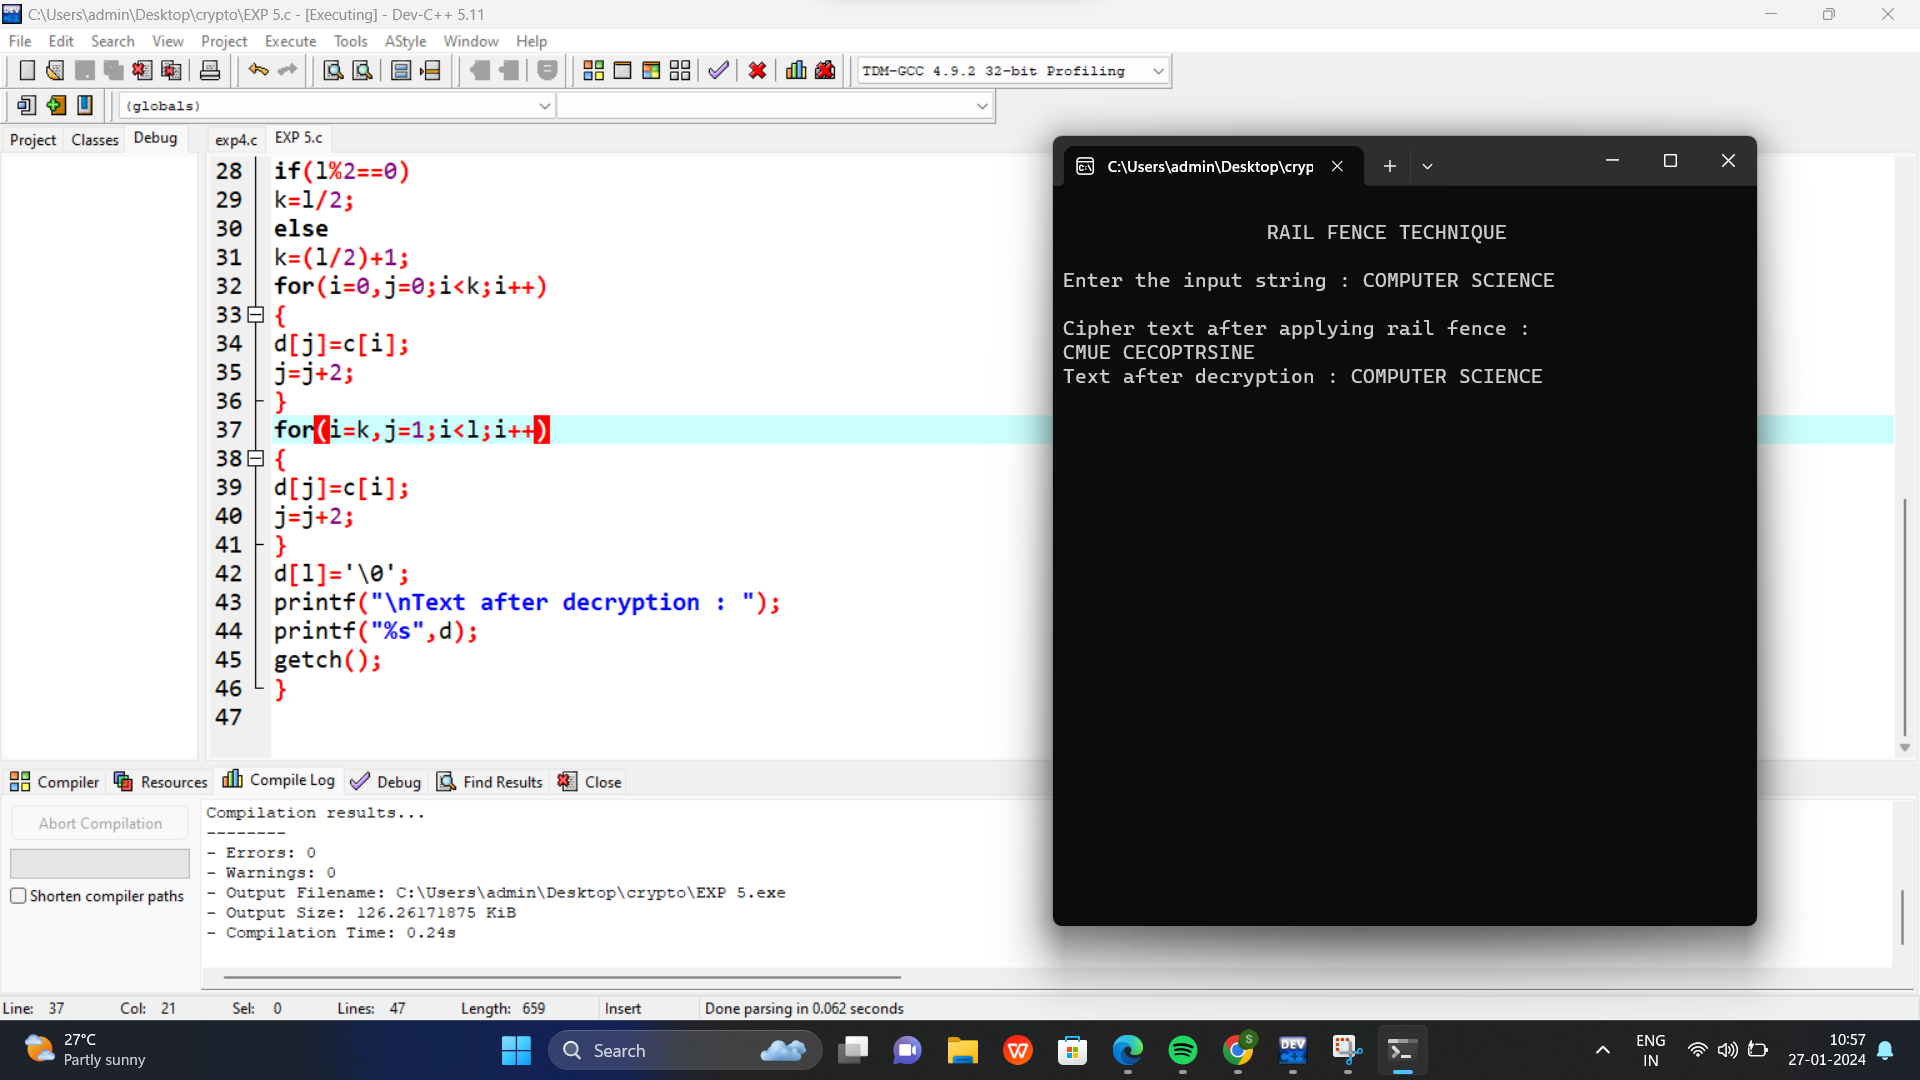 C:\Users\admin\Desktop\crypto\EXP 5.c - [Executing] - Dev-C++ 5.11
File Edit Search View Project Execute Tools AStyle Window Help
TDM-GCC 4.9.2 32-bit Profiling
(globals)
Project Classes Debug
exp4.c EXP 5.c
28 if(l%2==0)
29 k=l/2;
30 else
31 k=(l/2)+1;
32 for(i=0,j=0;i<k;i++)
33 {
34 d[j]=c[i];
35 j=j+2;
36 }
37 for(i=k,j=1;i<l;i++)
38 {
39 d[j]=c[i];
40 j=j+2;
41 }
42 d[l]='\0';
43 printf("\nText after decryption : ");
44 printf("%s",d);
45 getch();
46 }
47
C:\Users\admin\Desktop\cryp
RAIL FENCE TECHNIQUE
Enter the input string : COMPUTER SCIENCE
Cipher text after applying rail fence :
CMUE CECOPTRSINE
Text after decryption : COMPUTER SCIENCE
Compiler Resources Compile Log Debug Find Results Close
Abort Compilation
Shorten compiler paths
Compilation results...
--------
- Errors: 0
- Warnings: 0
- Output Filename: C:\Users\admin\Desktop\crypto\EXP 5.exe
- Output Size: 126.26171875 KiB
- Compilation Time: 0.24s
Line: 37 Col: 21 Sel: 0 Lines: 47 Length: 659 Insert Done parsing in 0.062 seconds
27°C
Partly sunny
Search
DEV
C++
S
ENG
IN
10:57
27-01-2024